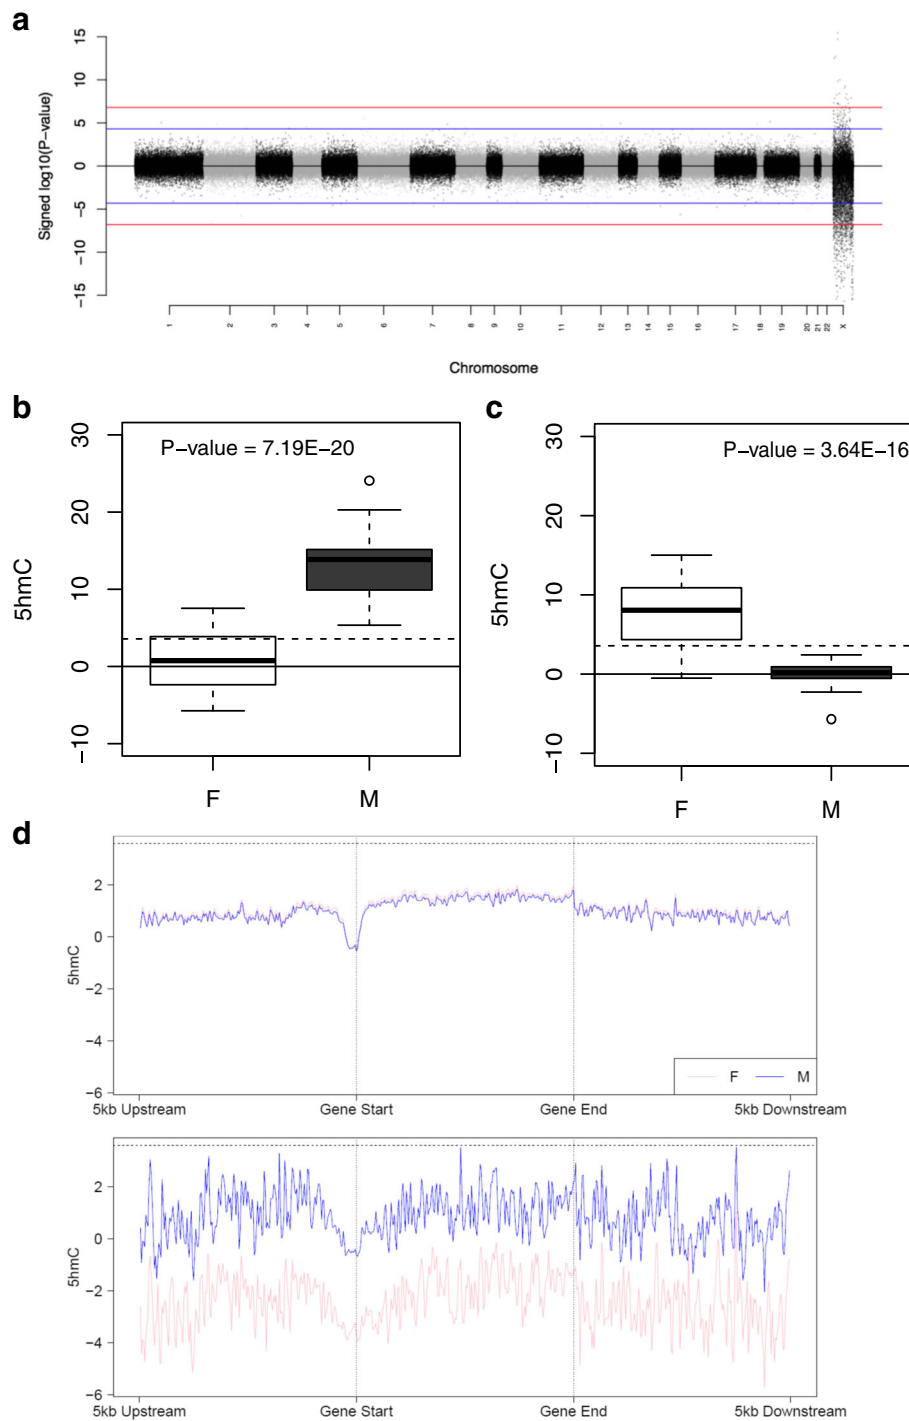 a
Signed log10(P−value)
15
10
5
0
−5
−10
−15
1 2 3 4 5 6 7 8 9 10 11 12 13 14 15 16 17 18 19 20 21 22 X
Chromosome
b
5hmC
30
20
10
0
−10
P−value = 7.19E−20
F M
c
5hmC
30
20
10
0
−10
P−value = 3.64E−16
F M
d
5hmC
2
0
−2
−4
−6
F M
5kb Upstream Gene Start Gene End 5kb Downstream
5hmC
2
0
−2
−4
−6
5kb Upstream Gene Start Gene End 5kb Downstream